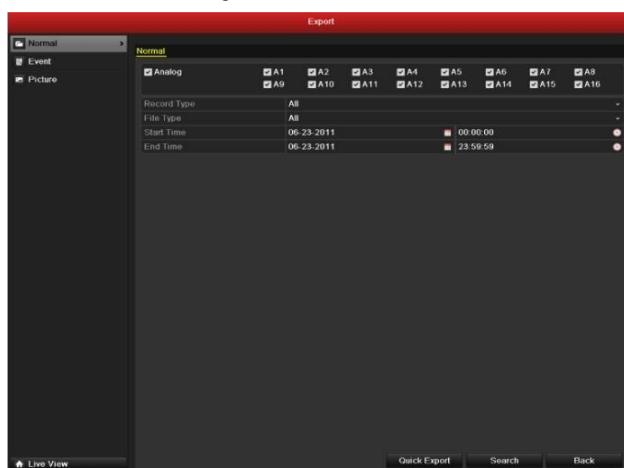 Export
Normal
Event
Picture
Normal
Analog A1 A2 A3 A4 A5 A6 A7 A8
A9 A10 A11 A12 A13 A14 A15 A16
Record Type All
File Type All
Start Time 06-23-2011 00:00:00
End Time 06-23-2011 23:59:59
Live View Quick Export Search Back